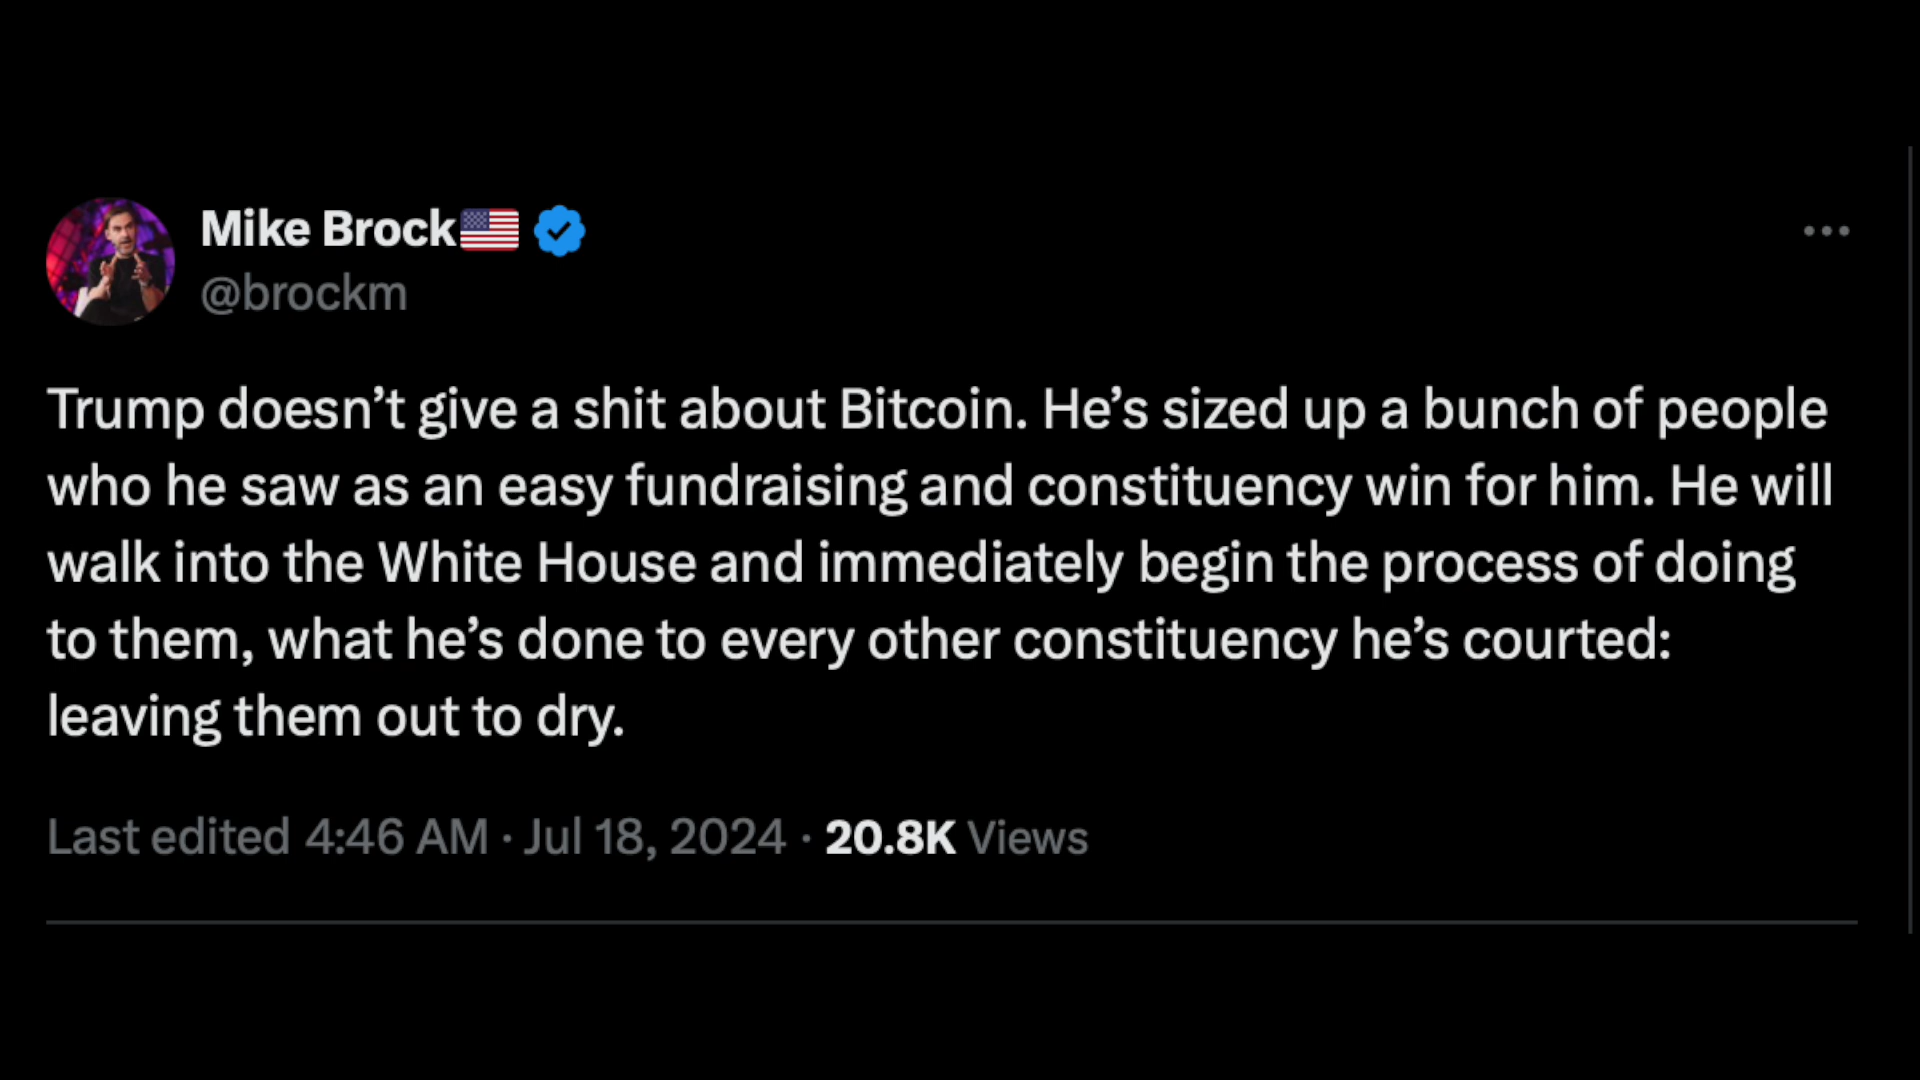 Mike Brock🇺🇸
@brockm
Trump doesn’t give a shit about Bitcoin. He’s sized up a bunch of people
who he saw as an easy fundraising and constituency win for him. He will
walk into the White House and immediately begin the process of doing
to them, what he’s done to every other constituency he’s courted:
leaving them out to dry.
Last edited 4:46 AM · Jul 18, 2024 · 20.8K Views